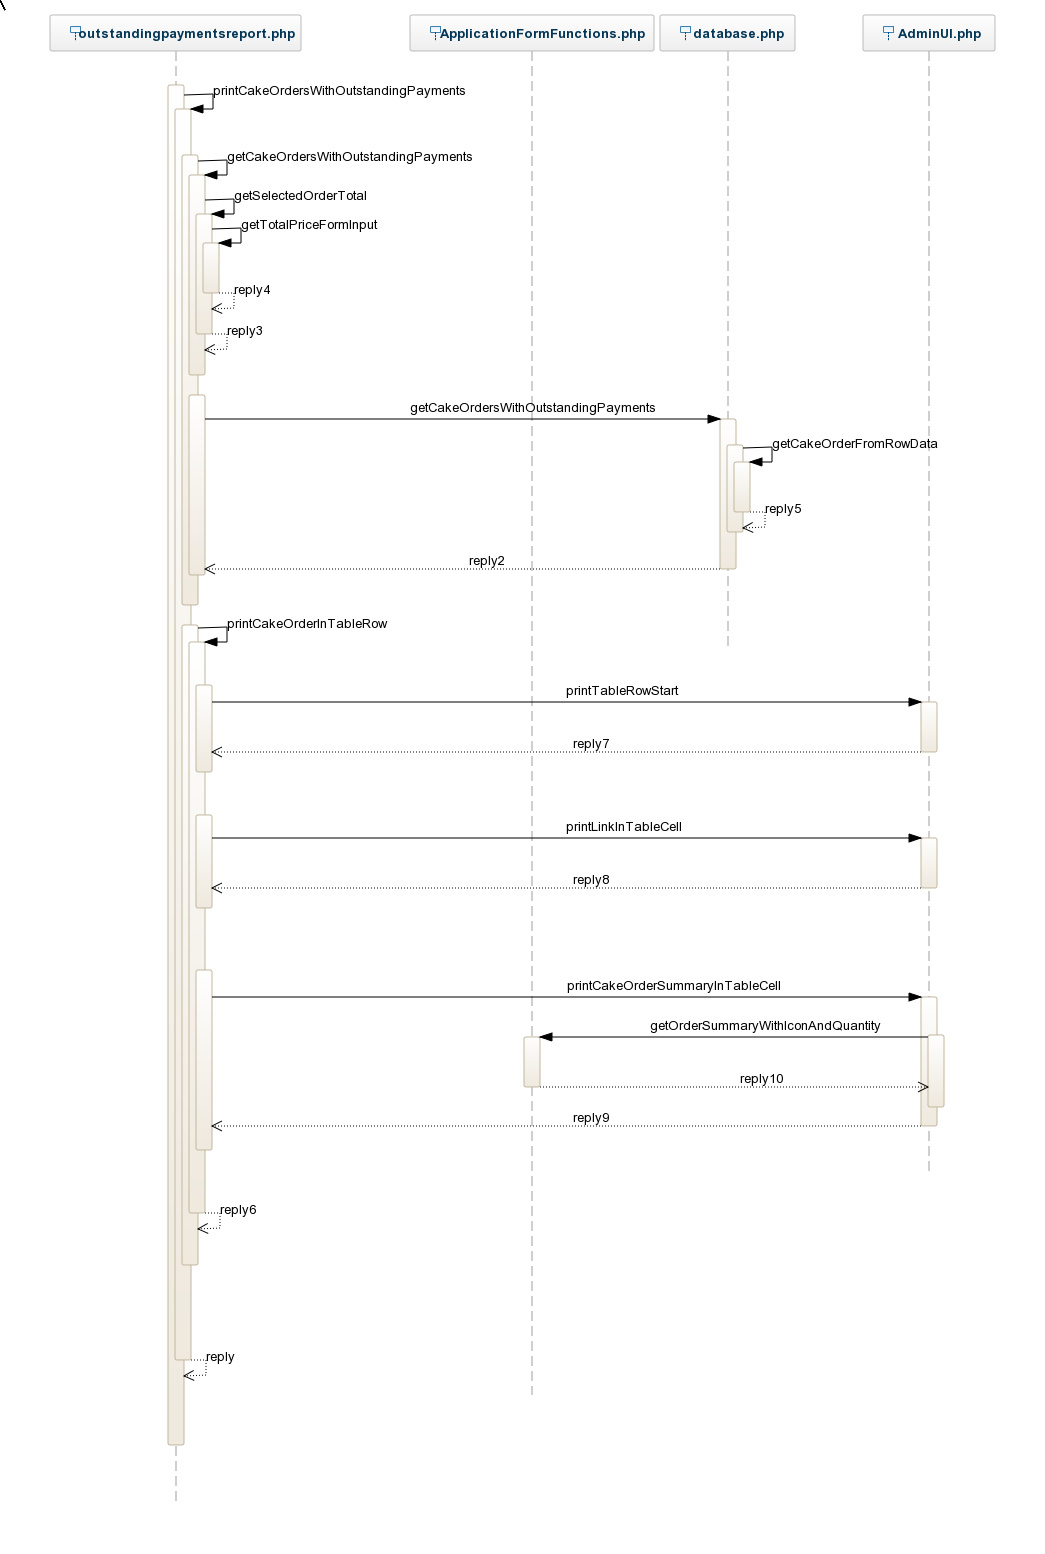 outstandingpaymentsreport.php
ApplicationFormFunctions.php
database.php
AdminUI.php
printCakeOrdersWithOutstandingPayments
getCakeOrdersWithOutstandingPayments
getSelectedOrderTotal
getTotalPriceFormInput
reply4
reply3
getCakeOrdersWithOutstandingPayments
getCakeOrderFromRowData
reply5
reply2
printCakeOrderInTableRow
printTableRowStart
reply7
printLinkInTableCell
reply8
printCakeOrderSummaryInTableCell
getOrderSummaryWithIconAndQuantity
reply10
reply9
reply6
reply